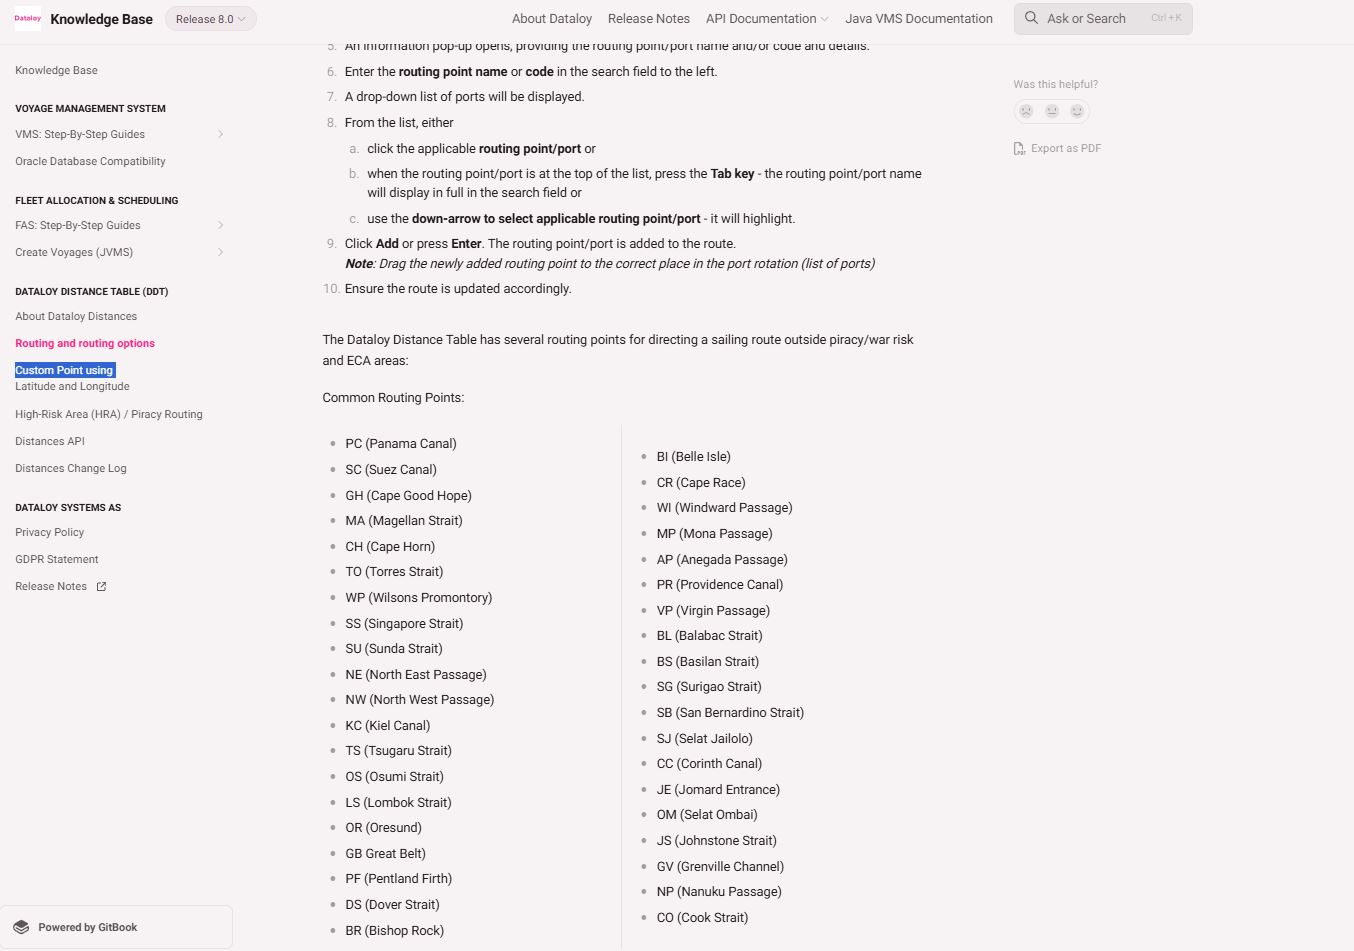 Dataloy
Knowledge Base
Release 8.0
About Dataloy
Release Notes
API Documentation
Java VMS Documentation
Ask or Search
Ctrl + K
Knowledge Base
VOYAGE MANAGEMENT SYSTEM
VMS: Step-By-Step Guides
Oracle Database Compatibility
FLEET ALLOCATION & SCHEDULING
FAS: Step-By-Step Guides
Create Voyages (JVMS)
DATALOY DISTANCE TABLE (DDT)
About Dataloy Distances
Routing and routing options
Custom Point using
Latitude and Longitude
High-Risk Area (HRA) / Piracy Routing
Distances API
Distances Change Log
DATALOY SYSTEMS AS
Privacy Policy
GDPR Statement
Release Notes
Powered by GitBook
5. An information pop-up opens, providing the routing point/port name and/or code and details.
6. Enter the routing point name or code in the search field to the left.
7. A drop-down list of ports will be displayed.
8. From the list, either
a. click the applicable routing point/port or
b. when the routing point/port is at the top of the list, press the Tab key - the routing point/port name
will display in full in the search field or
c. use the down-arrow to select applicable routing point/port - it will highlight.
9. Click Add or press Enter. The routing point/port is added to the route.
Note: Drag the newly added routing point to the correct place in the port rotation (list of ports)
10. Ensure the route is updated accordingly.
The Dataloy Distance Table has several routing points for directing a sailing route outside piracy/war risk
and ECA areas:
Common Routing Points:
• PC (Panama Canal)
• SC (Suez Canal)
• GH (Cape Good Hope)
• MA (Magellan Strait)
• CH (Cape Horn)
• TO (Torres Strait)
• WP (Wilsons Promontory)
• SS (Singapore Strait)
• SU (Sunda Strait)
• NE (North East Passage)
• NW (North West Passage)
• KC (Kiel Canal)
• TS (Tsugaru Strait)
• OS (Osumi Strait)
• LS (Lombok Strait)
• OR (Oresund)
• GB Great Belt)
• PF (Pentland Firth)
• DS (Dover Strait)
• BR (Bishop Rock)
• BI (Belle Isle)
• CR (Cape Race)
• WI (Windward Passage)
• MP (Mona Passage)
• AP (Anegada Passage)
• PR (Providence Canal)
• VP (Virgin Passage)
• BL (Balabac Strait)
• BS (Basilan Strait)
• SG (Surigao Strait)
• SB (San Bernardino Strait)
• SJ (Selat Jailolo)
• CC (Corinth Canal)
• JE (Jomard Entrance)
• OM (Selat Ombai)
• JS (Johnstone Strait)
• GV (Grenville Channel)
• NP (Nanuku Passage)
• CO (Cook Strait)
Was this helpful?
Export as PDF